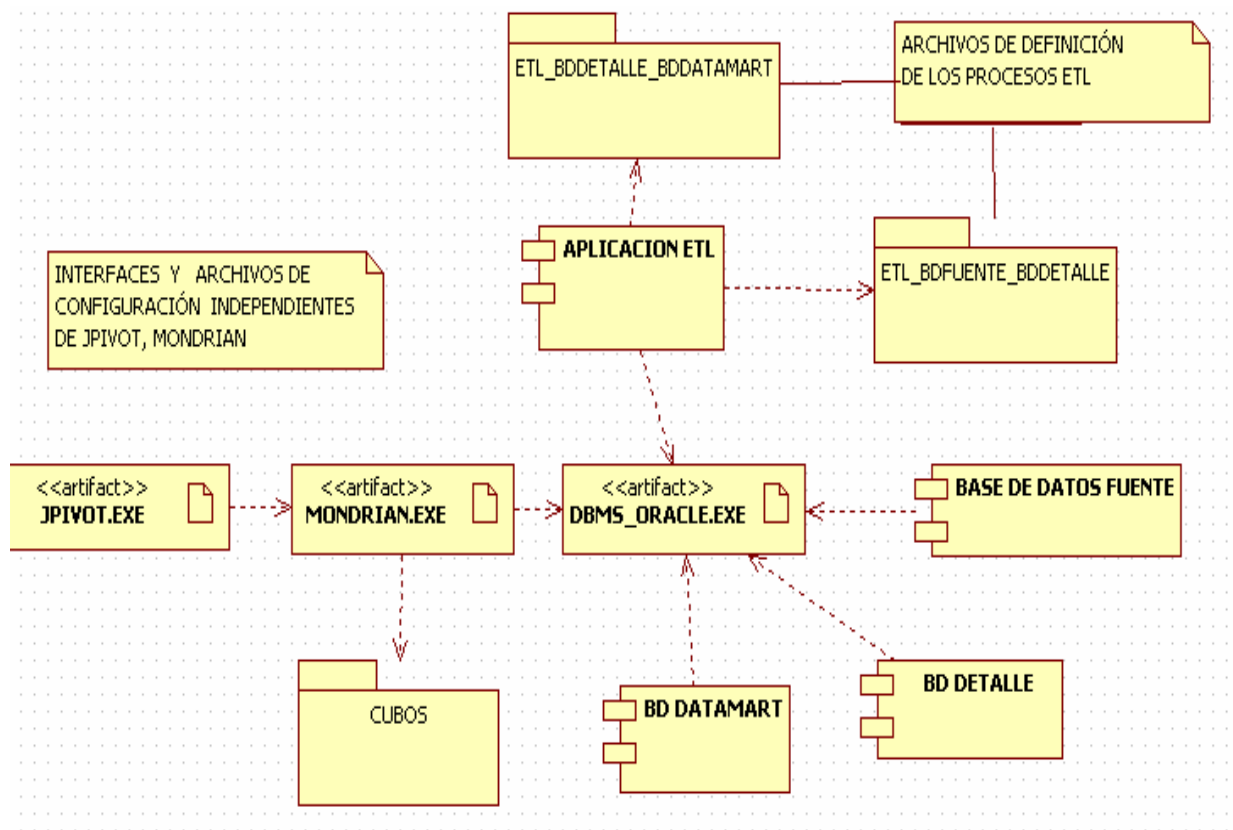 ETL_BDDETALLE_BDDATAMART
ARCHIVOS DE DEFINICIÓN
DE LOS PROCESOS ETL
APLICACION ETL
ETL_BDFUENTE_BDDETALLE
INTERFACES Y ARCHIVOS DE
CONFIGURACIÓN INDEPENDIENTES
DE JPIVOT, MONDRIAN
<<artifact>>
JPIVOT.EXE
<<artifact>>
MONDRIAN.EXE
<<artifact>>
DBMS_ORACLE.EXE
BASE DE DATOS FUENTE
CUBOS
BD DATAMART
BD DETALLE